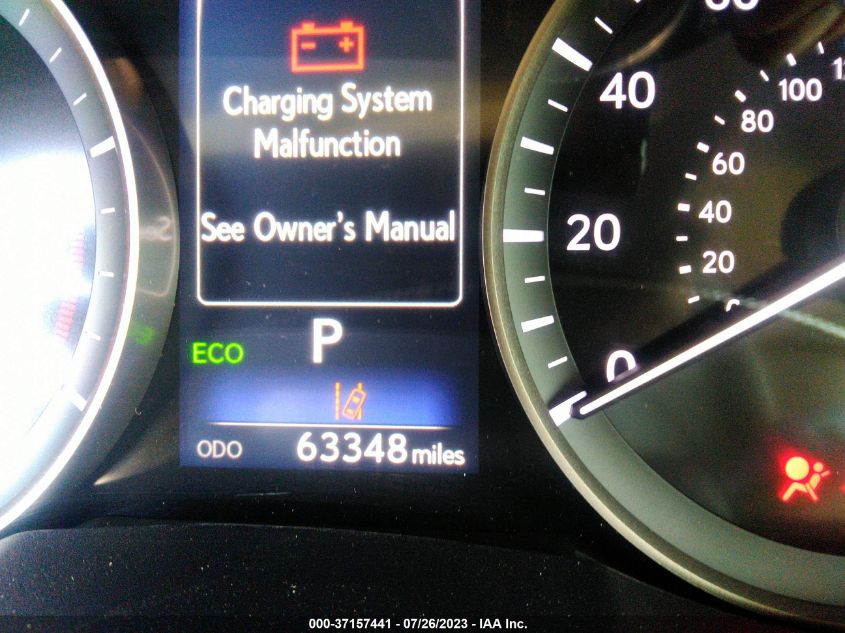 Charging System
Malfunction
See Owner's Manual
P
ECO
ODO 63348 miles
40
20
0
100
80
60
40
20
000-37157441 - 07/26/2023 - IAA Inc.